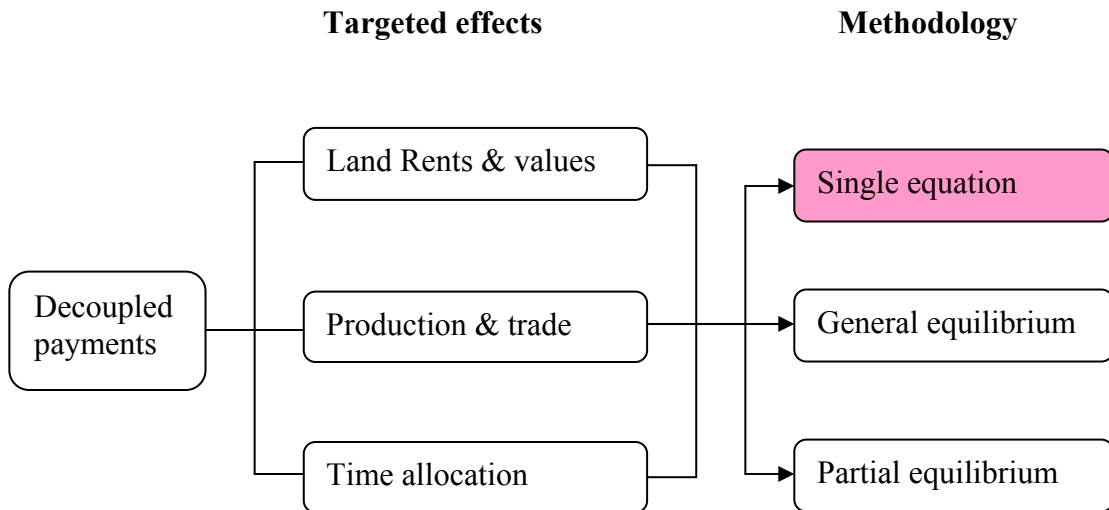 Targeted effects
Methodology
Land Rents & values
Single equation
Decoupled
payments
Production & trade
General equilibrium
Time allocation
Partial equilibrium